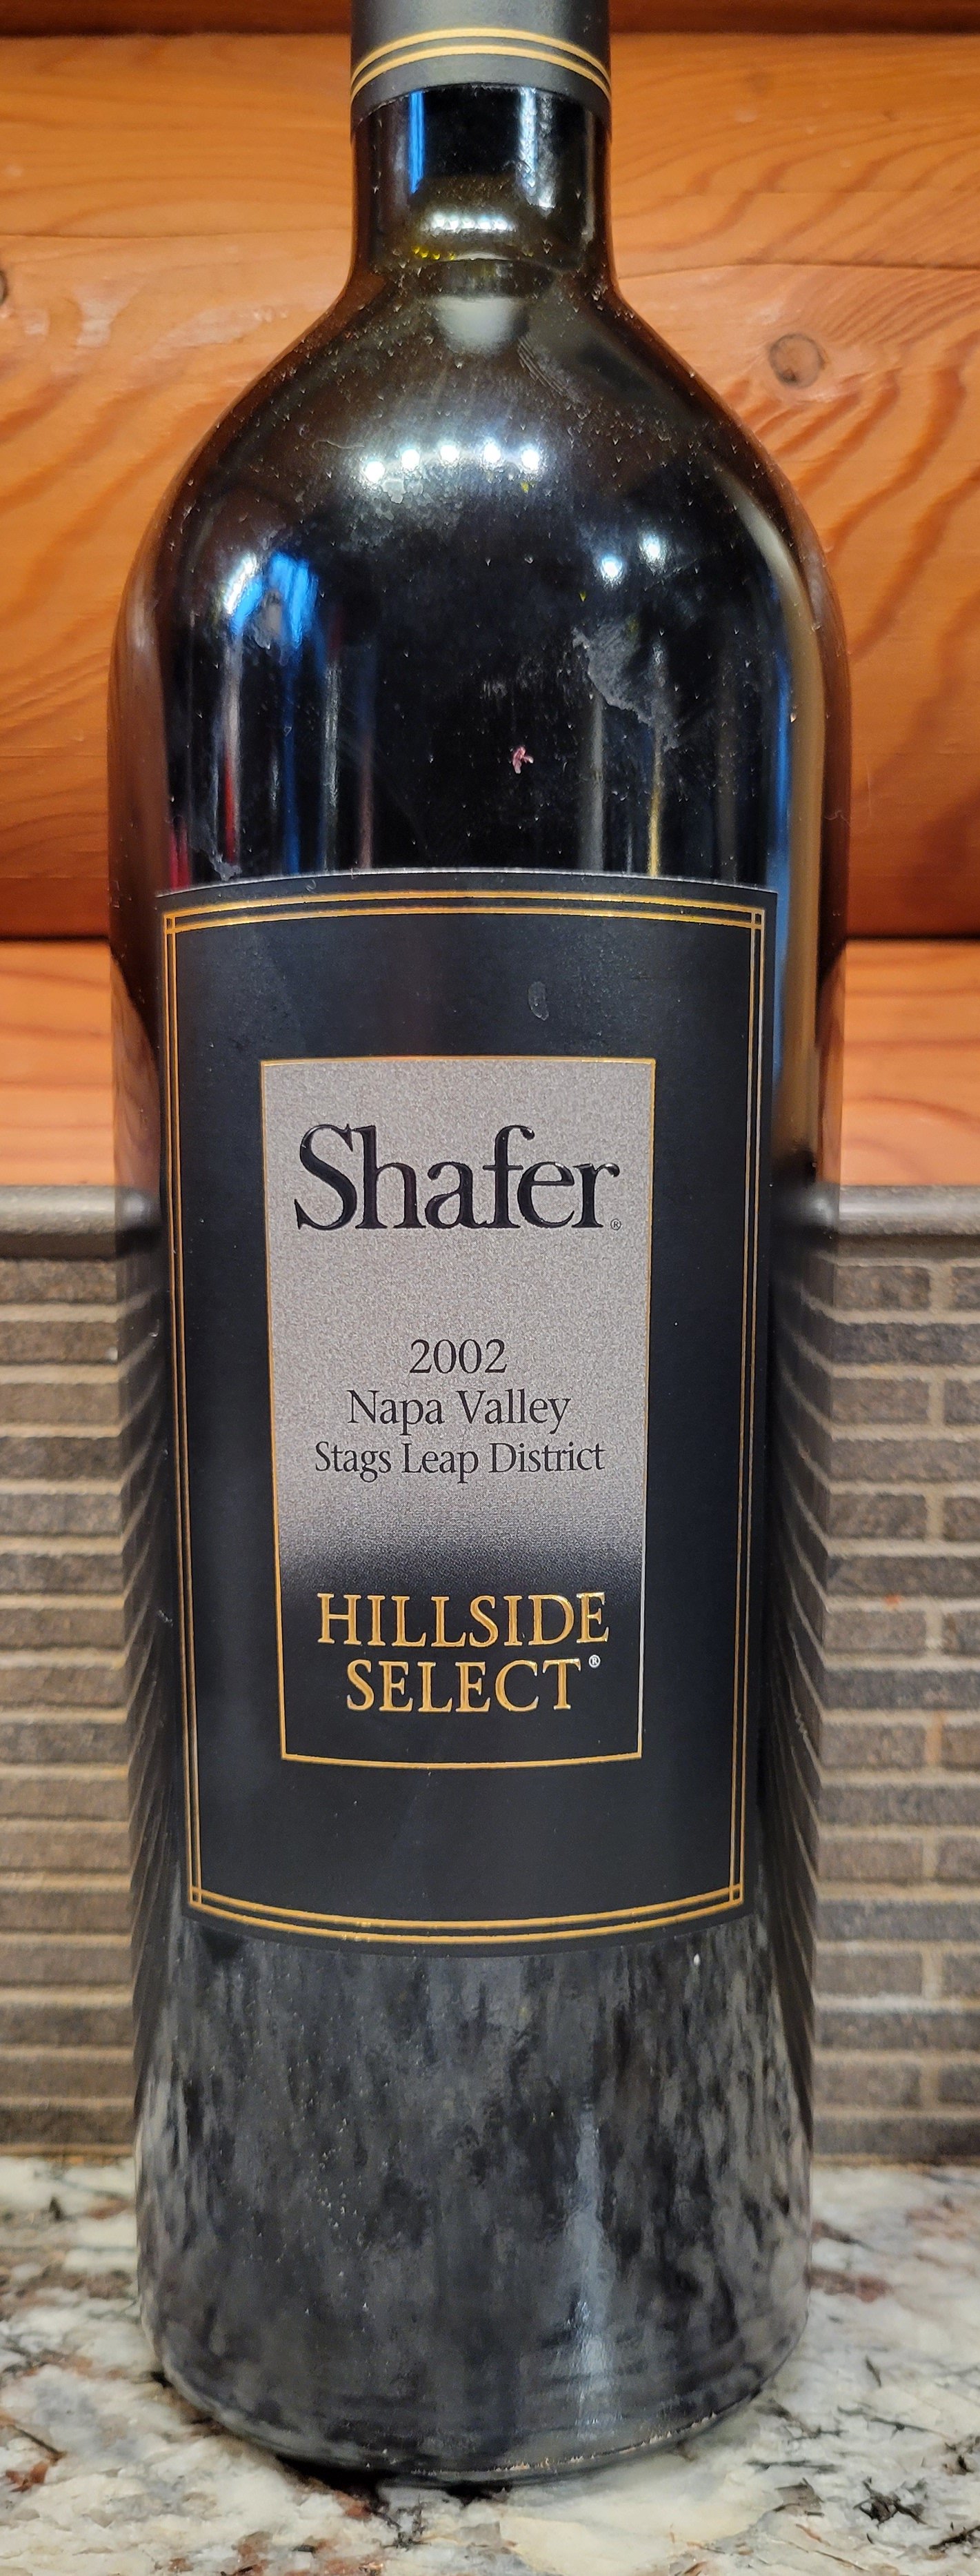 Shafer®
2002
Napa Valley
Stags Leap District
HILLSIDE
SELECT®